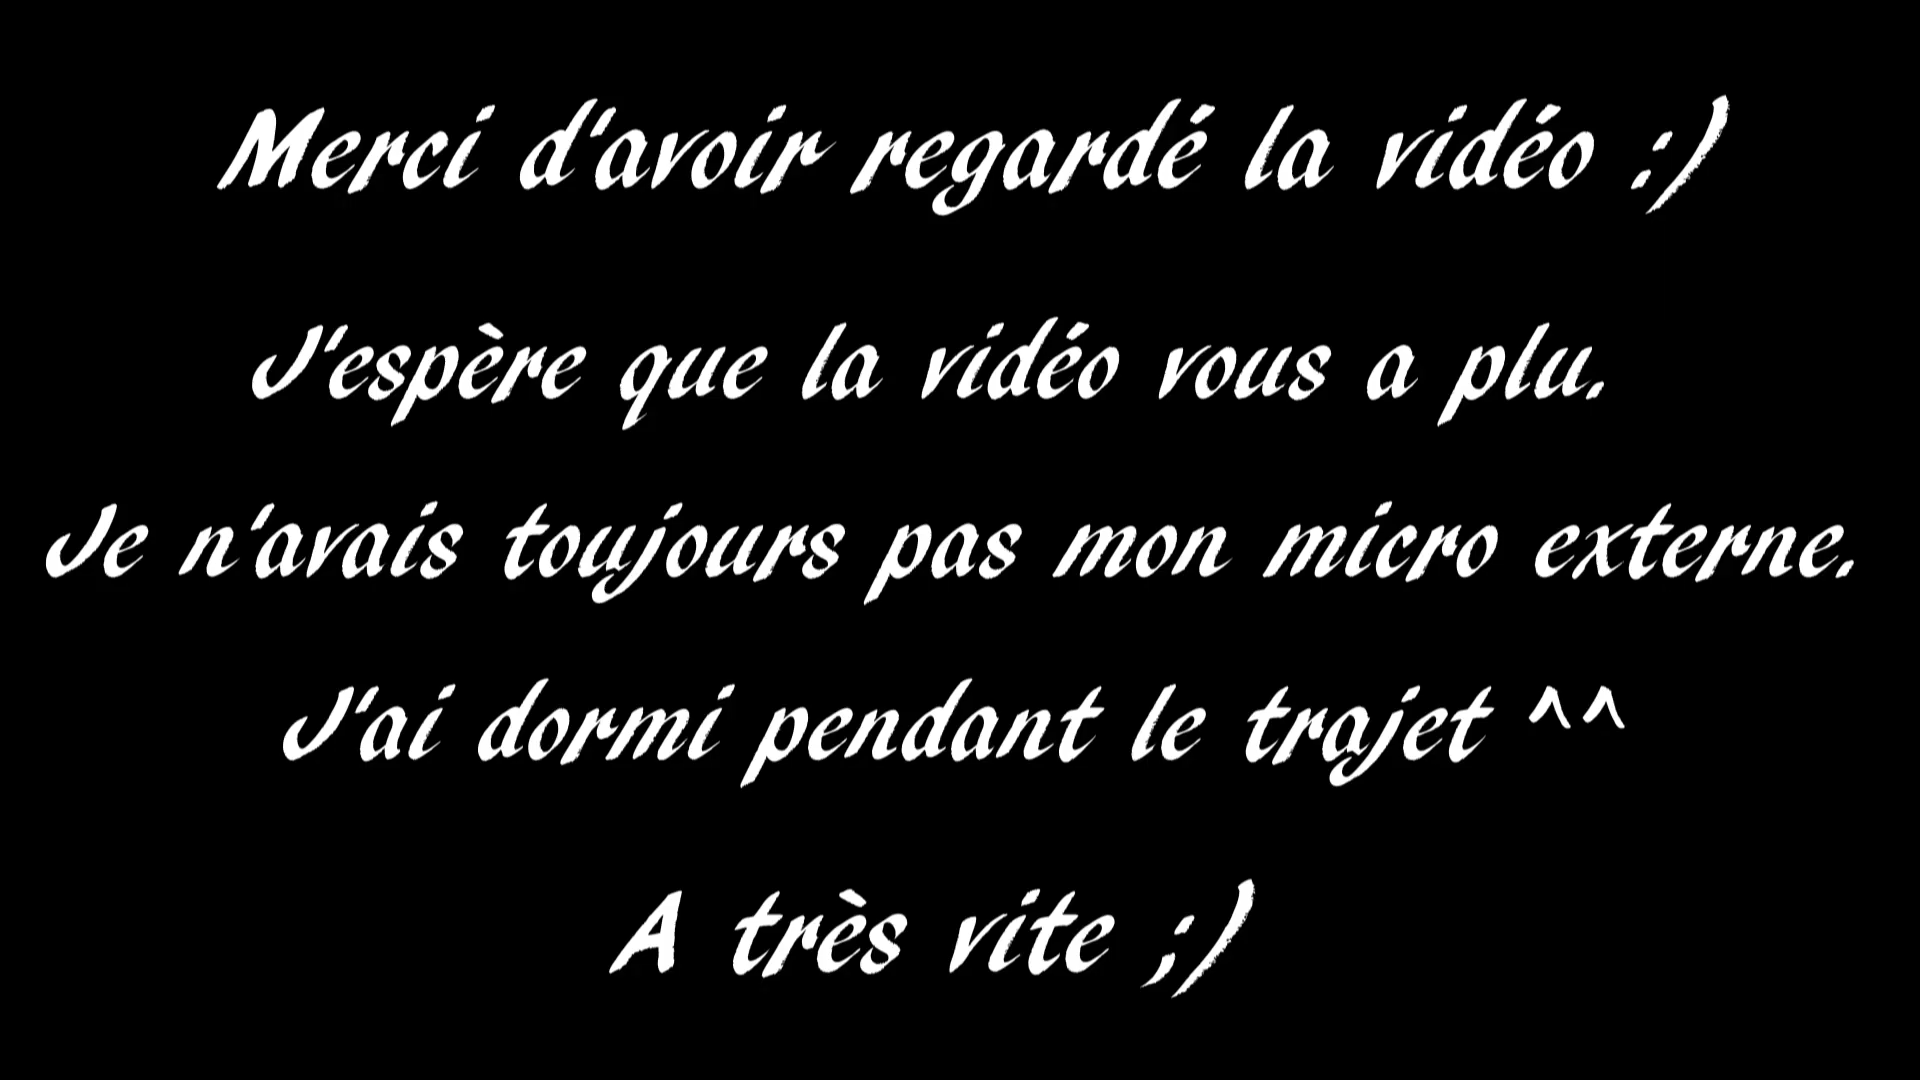 Merci d'avoir regardé la vidéo :)
J'espère que la vidéo vous a plu.
Je n'avais toujours pas mon micro externe.
J'ai dormi pendant le trajet ^^
A très vite ;)